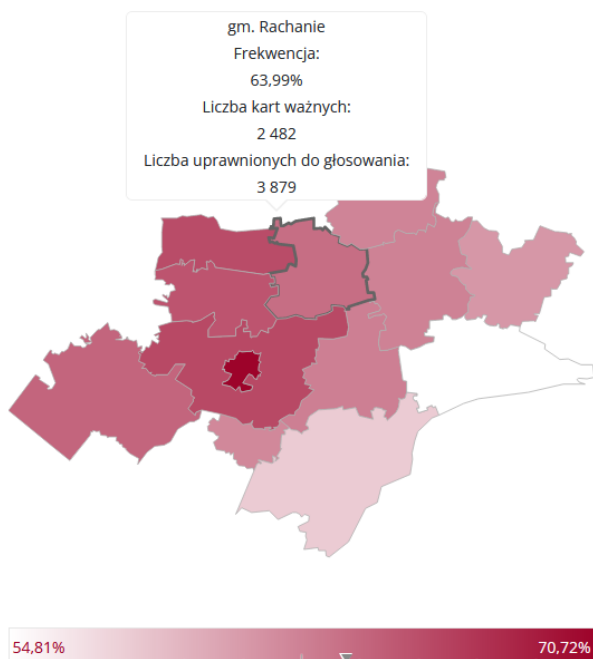 gm. Rachanie
Frekwencja:
63,99%
Liczba kart ważnych:
2 482
Liczba uprawnionych do głosowania:
3 879
54,81%
70,72%